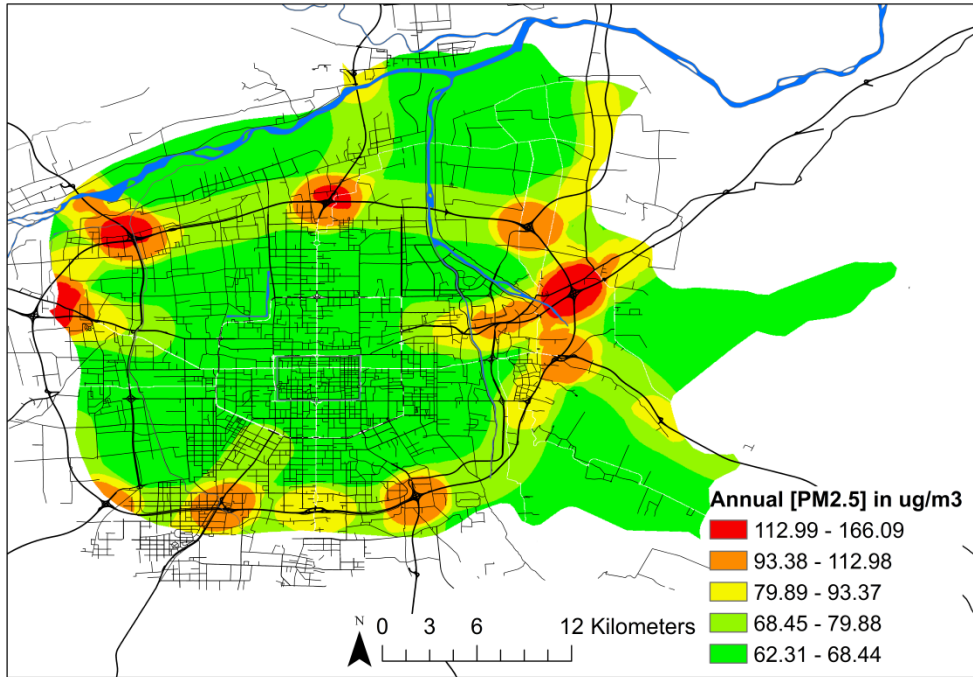 Annual [PM2.5] in ug/m3
112.99 - 166.09
93.38 - 112.98
79.89 - 93.37
68.45 - 79.88
62.31 - 68.44
N
0 3 6 12 Kilometers